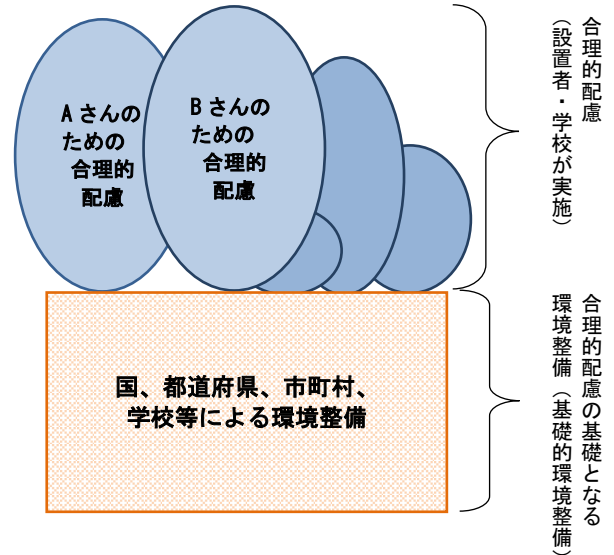 Aさんの
ための
合理的
配慮
Bさんの
ための
合理的
配慮
合理的配慮
（設置者・学校が実施）
国、都道府県、市町村、
学校等による環境整備
合理的配慮の基礎となる
環境整備（基礎的環境整備）